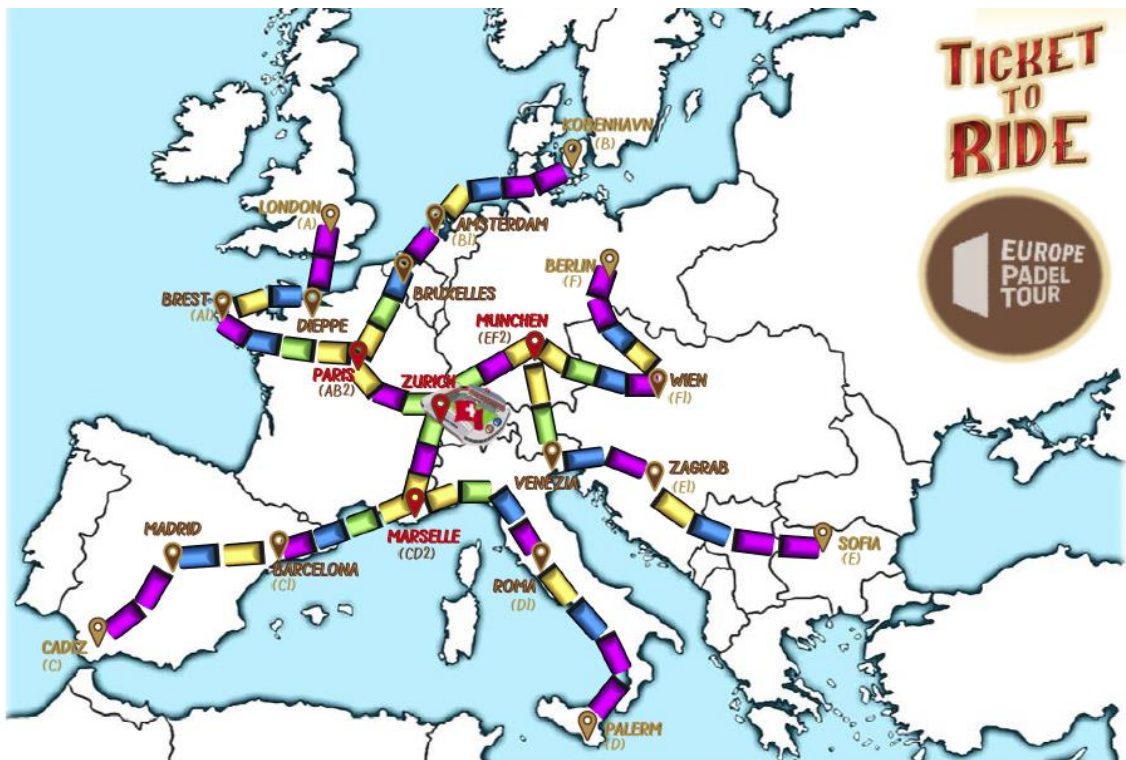 TICKET
TO
RIDE
EUROPE
PADEL
TOUR
KOBENHAVN
(B)
LONDON
(A)
AMSTERDAM
(B1)
BERLIN
(F)
BRUXELLES
BREST
(A1)
DIEPPE
MUNCHEN
(EF2)
PARIS
(AB2)
ZURICH
WIEN
(F1)
VENEZIA
ZAGRAB
(E1)
MADRID
MARSELLE
(CD2)
SOFIA
(E)
BARCELONA
(C1)
ROMA
(D1)
CADEZ
(C)
PALERM
(D)